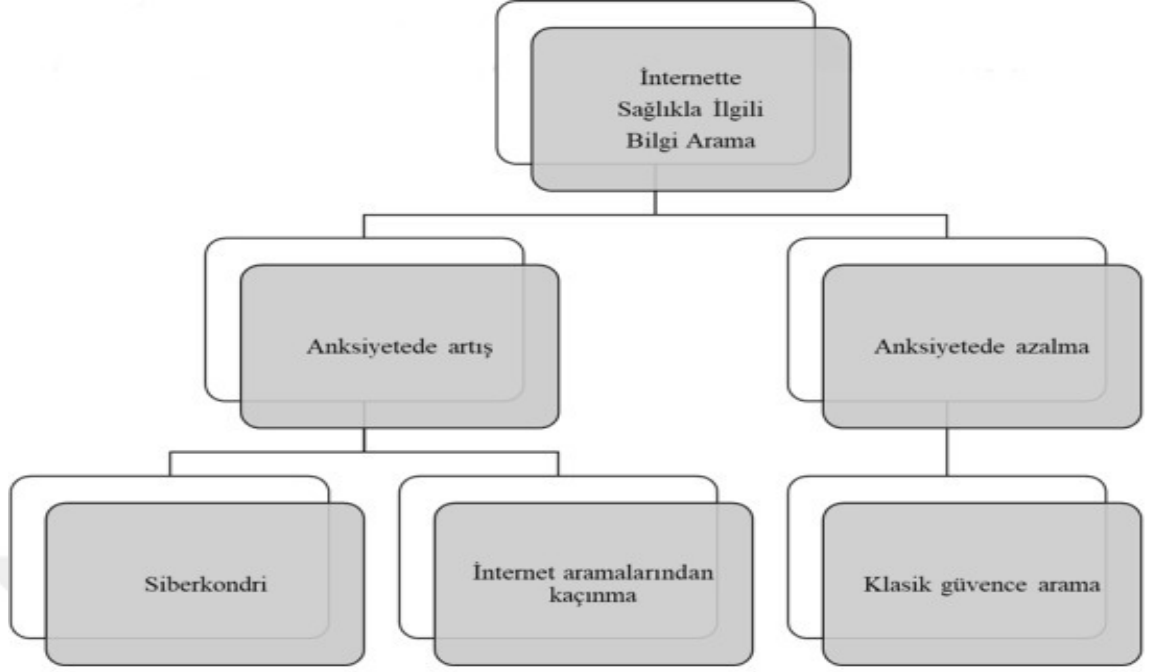 İnternette
Sağlıkla İlgili
Bilgi Arama
Anksiyetede artış
Anksiyetede azalma
Siberkondri
İnternet aramalarından
kaçınma
Klasik güvence arama